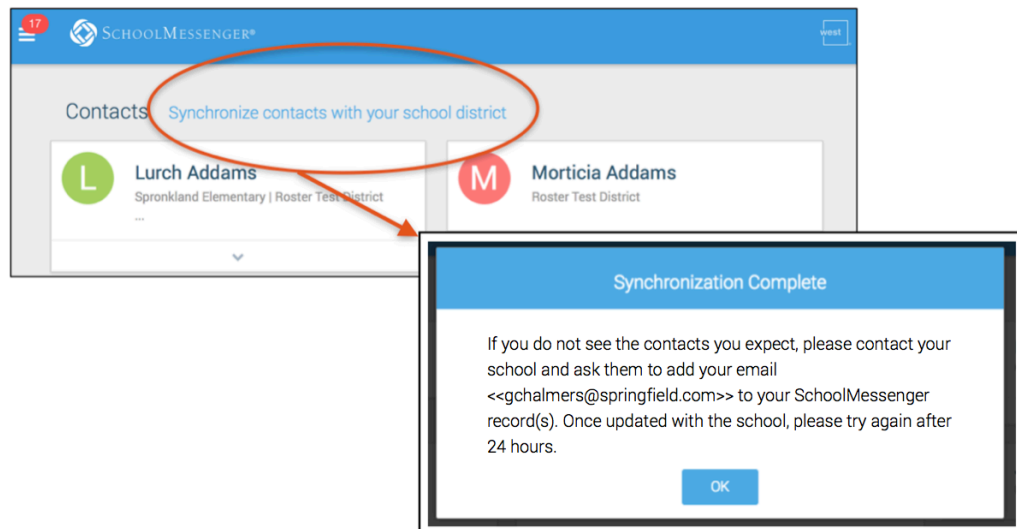 17
SCHOOLMESSENGER®
west
Contacts Synchronize contacts with your school district
L
Lurch Addams
Spronkland Elementary | Roster Test District
...
M
Morticia Addams
Roster Test District
Synchronization Complete
If you do not see the contacts you expect, please contact your
school and ask them to add your email
<<gchalmers@springfield.com>> to your SchoolMessenger
record(s). Once updated with the school, please try again after
24 hours.
OK